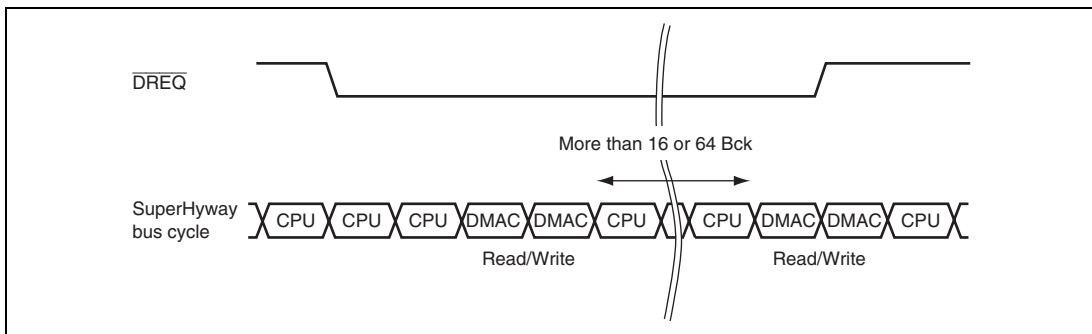 DREQ
More than 16 or 64 Bck
SuperHyway
bus cycle
CPU CPU CPU DMAC DMAC CPU CPU DMAC DMAC CPU
Read/Write Read/Write